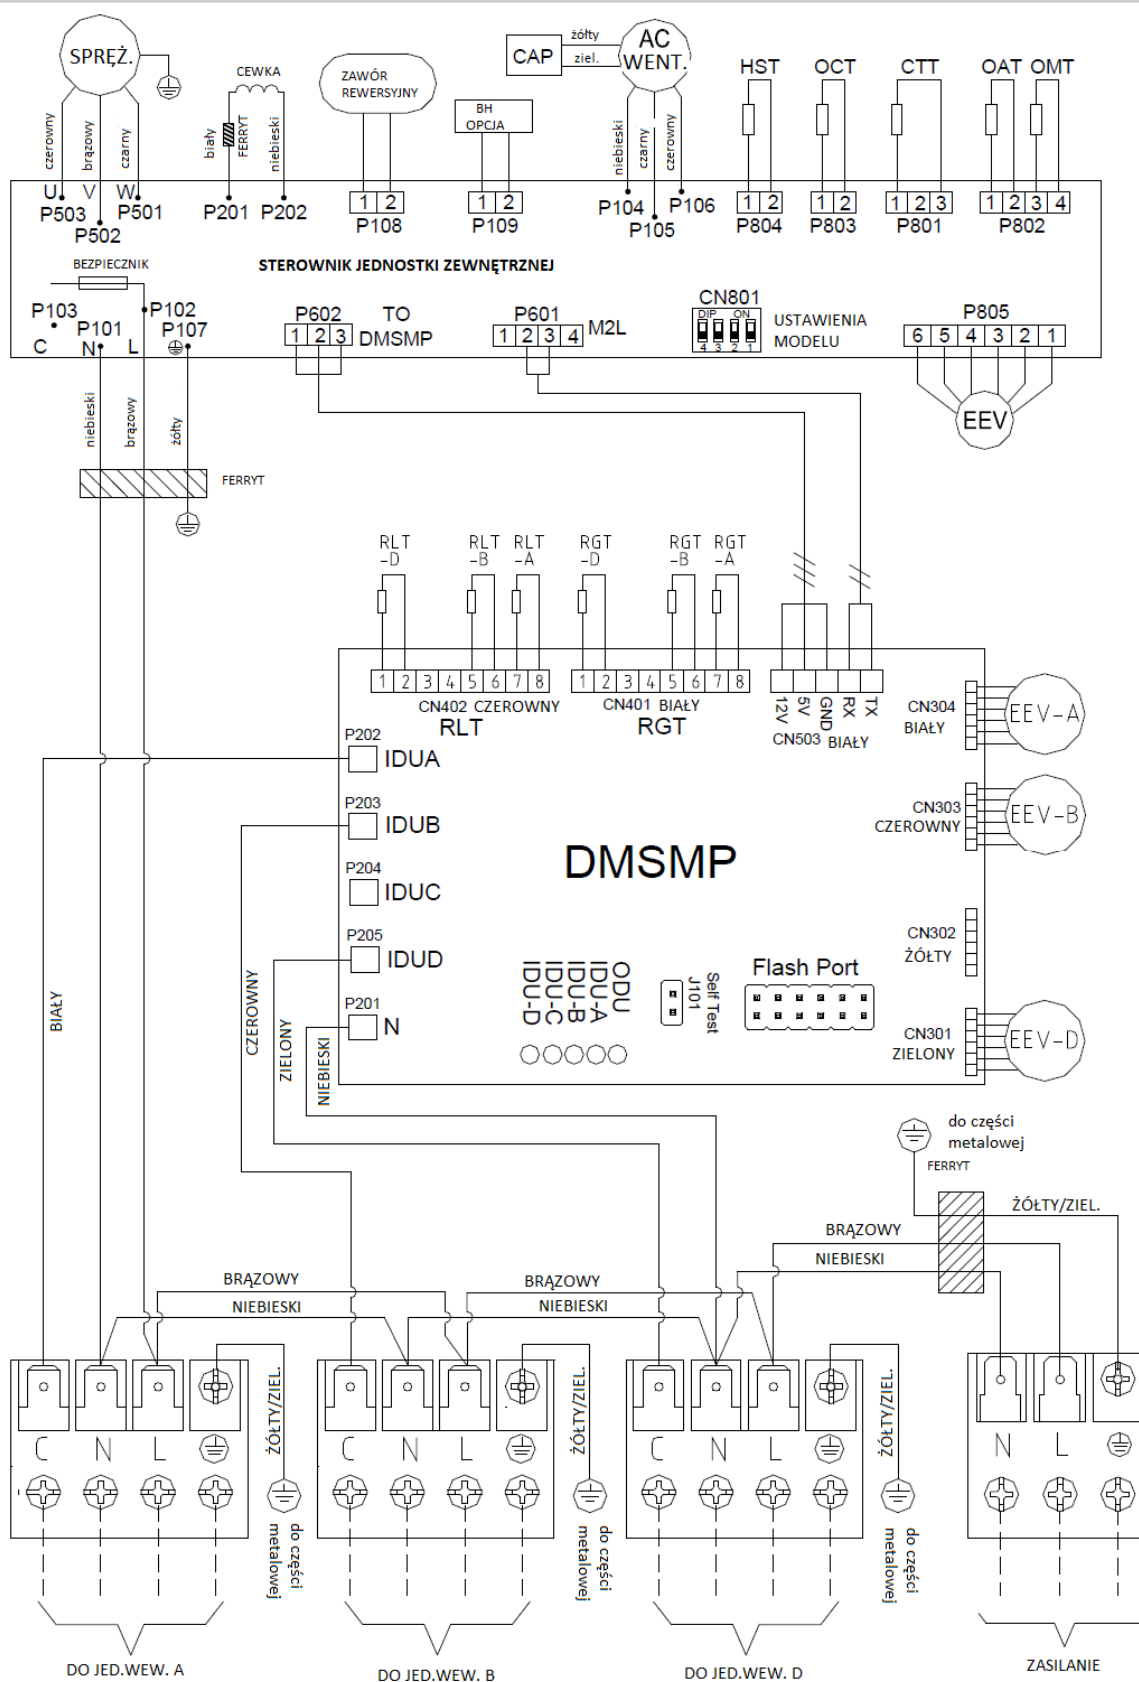 SPRĘŻ.
czerowny
brązowy
czarny
CEWKA
biały
FERRYT
niebieski
ZAWÓR
REWERSYJNY
BH
OPCJA
CAP
żółty
ziel.
AC
WENT.
niebieski
czarny
czerowny
HST
OCT
CTT
OAT
OMT
U
V
W
P503
P502
P501
P201
P202
1 2
P108
1 2
P109
P104
P105
P106
1 2
P804
1 2
P803
1 2 3
P801
1 2 3 4
P802
BEZPIECZNIK
STEROWNIK JEDNOSTKI ZEWNĘTRZNEJ
P103
P102
P101
P107
C
N
L
P602
1 2 3
TO
DMSMP
P601
1 2 3 4
M2L
CN801
DIP ON
4 3 2 1
USTAWIENIA
MODELU
P805
6 5 4 3 2 1
EEV
niebieski
brązowy
żółty
FERRYT
RLT
-D
RLT
-B
RLT
-A
RGT
-D
RGT
-B
RGT
-A
1 2 3 4 5 6 7 8
CN402 CZEROWNY
RLT
1 2 3 4 5 6 7 8
CN401 BIAŁY
RGT
12V
5V
GND
RX
TX
CN503 BIAŁY
CN304
BIAŁY
EEV-A
CN303
CZEROWNY
EEV-B
CN302
ŻÓŁTY
CN301
ZIELONY
EEV-D
P202
IDUA
P203
IDUB
P204
IDUC
P205
IDUD
P201
N
DMSMP
IDU-D
IDU-C
IDU-B
IDU-A
ODU
Self Test
J101
Flash Port
BIAŁY
CZEROWNY
ZIELONY
NIEBIESKI
do części
metalowej
FERRYT
ŻÓŁTY/ZIEL.
BRĄZOWY
NIEBIESKI
BRĄZOWY
NIEBIESKI
BRĄZOWY
NIEBIESKI
C N L
ŻÓŁTY/ZIEL.
C N L
ŻÓŁTY/ZIEL.
C N L
ŻÓŁTY/ZIEL.
N L
do części
metalowej
do części
metalowej
do części
metalowej
DO JED.WEW. A
DO JED.WEW. B
DO JED.WEW. D
ZASILANIE